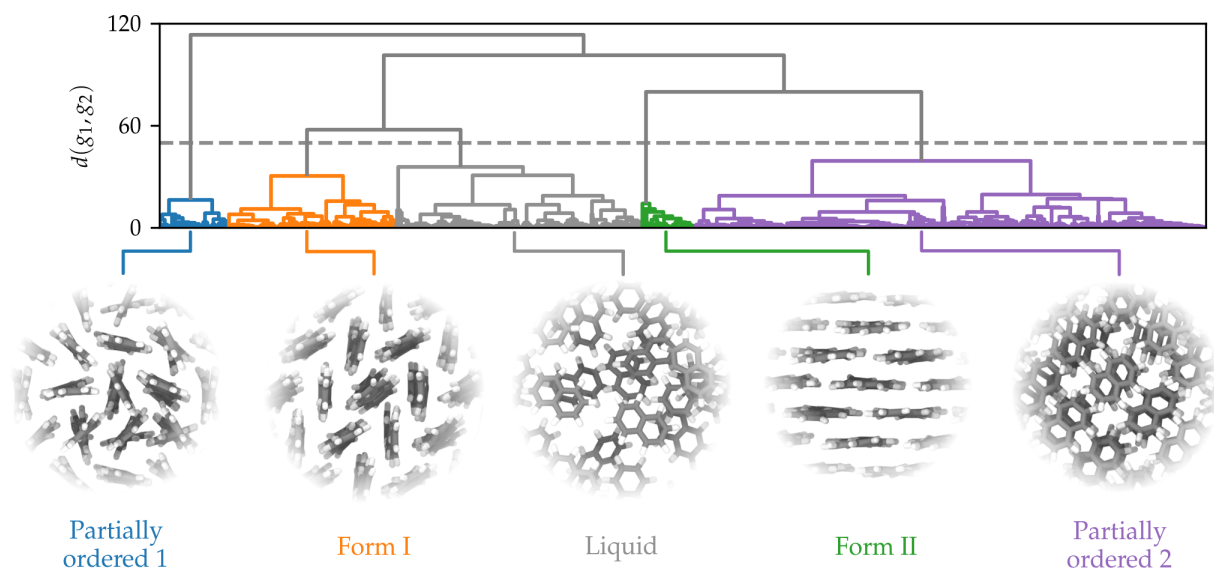 120
60
0
d(g₁, g₂)
Partially
ordered 1
Form I
Liquid
Form II
Partially
ordered 2